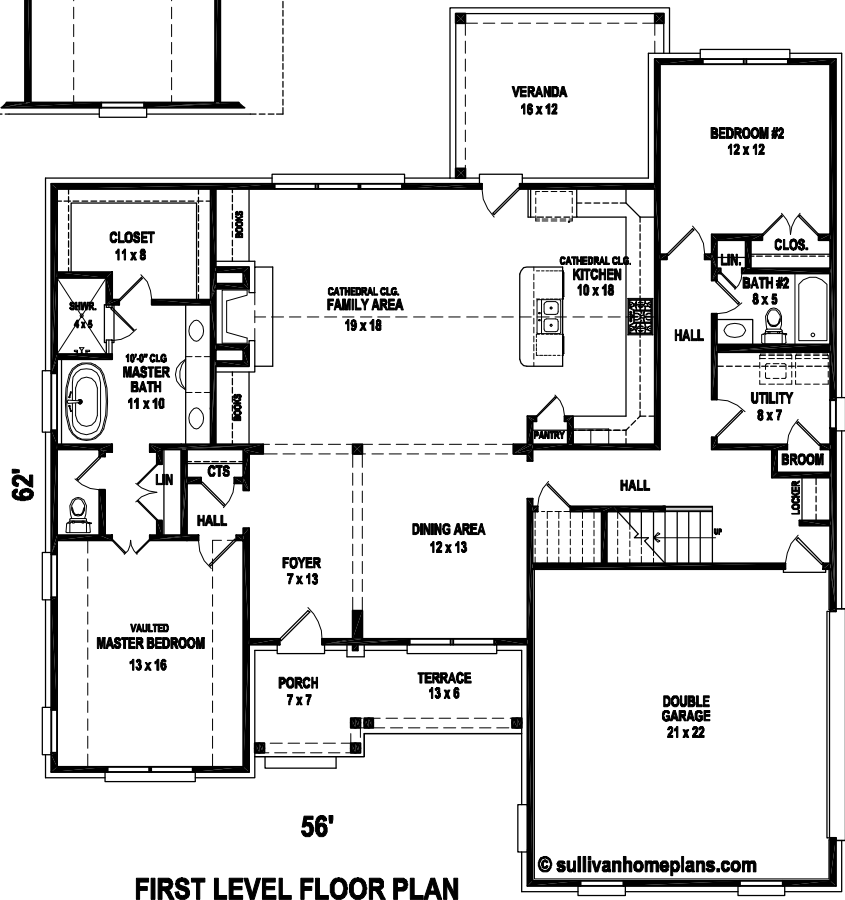 VERANDA
16 x 12
BEDROOM #2
12 x 12
CLOSET
11 x 8
BOOKS
CATHEDRAL CLG.
FAMILY AREA
19 x 18
CATHEDRAL CLG.
KITCHEN
10 x 18
LIN.
CLOS.
BATH #2
8 x 5
SHWR.
4 x 5
HALL
10'-0" CLG
MASTER
BATH
11 x 10
BOOKS
PANTRY
UTILITY
8 x 7
BROOM
62'
LIN
CTS
HALL
HALL
LOCKER
UP
DINING AREA
12 x 13
FOYER
7 x 13
VAULTED
MASTER BEDROOM
13 x 16
PORCH
7 x 7
TERRACE
13 x 6
DOUBLE
GARAGE
21 x 22
56'
© sullivanhomeplans.com
FIRST LEVEL FLOOR PLAN